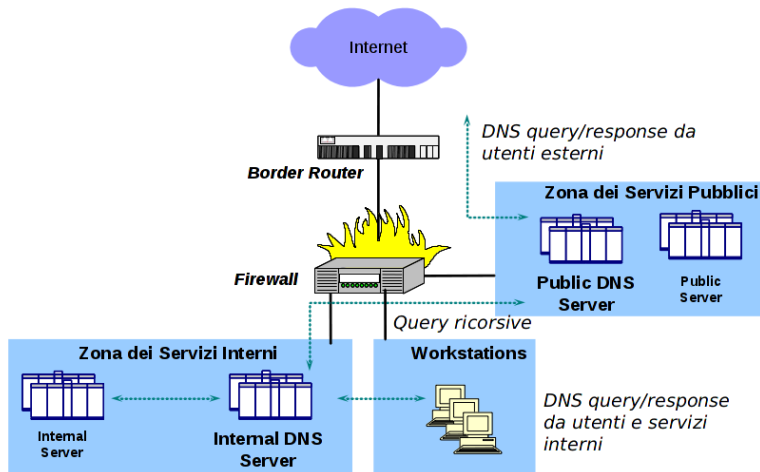 Internet
DNS query/response da
utenti esterni
Border Router
Zona dei Servizi Pubblici
Firewall
Public DNS
Server
Public
Server
Query ricorsive
Zona dei Servizi Interni
Workstations
Internal
Server
Internal DNS
Server
DNS query/response
da utenti e servizi
interni